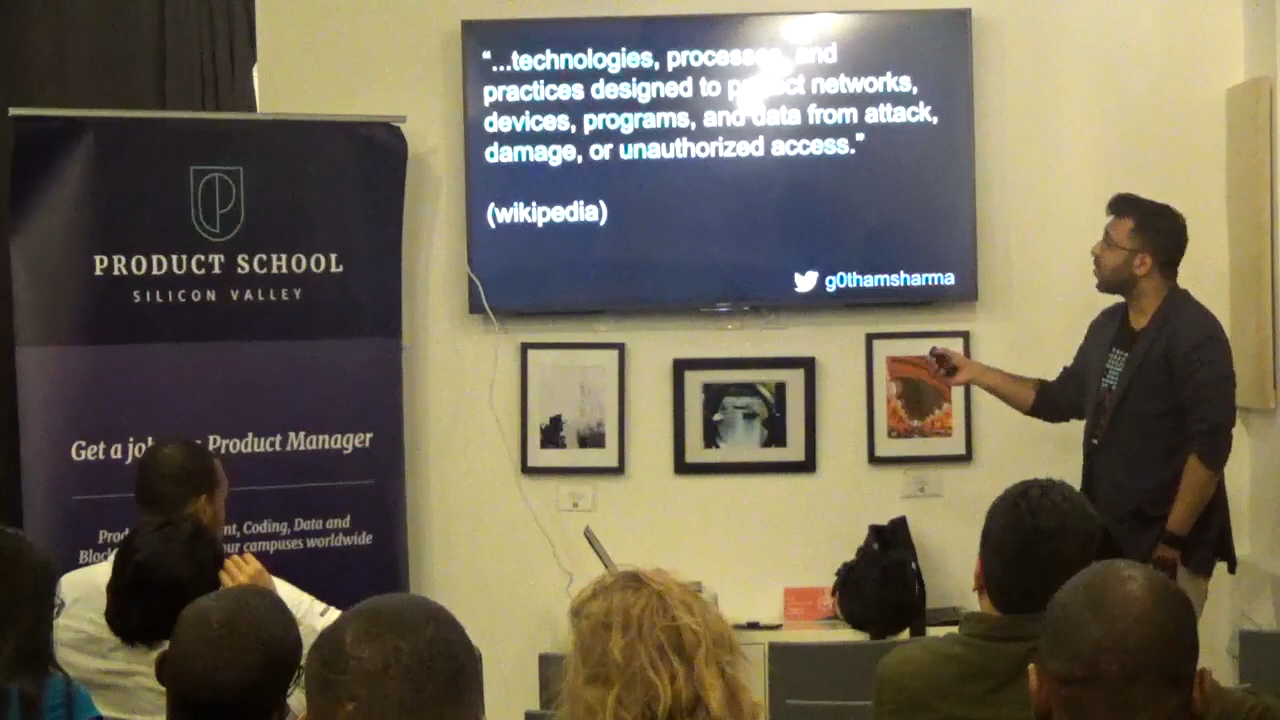 “...technologies, processes, and
practices designed to protect networks,
devices, programs, and data from attack,
damage, or unauthorized access.”
(wikipedia)
g0thamsharma
PRODUCT SCHOOL
SILICON VALLEY
Get a Product Manager
Coding, Data and
campuses worldwide